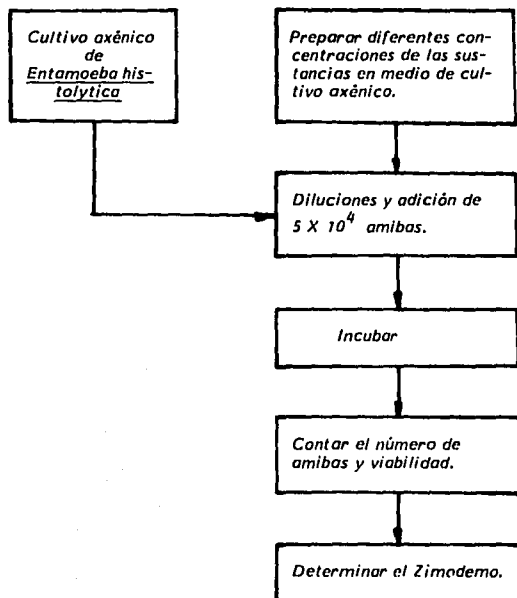 Cultivo axênico
de
Entamoeba his-
tolytica
Preparar diferentes con-
centraciones de las sus-
tancias en medio de cul-
tivo axênico.
Diluciones y adición de
5 X 10⁴ amibas.
Incubar
Contar el número de
amibas y viabilidad.
Determinar el Zimodemo.